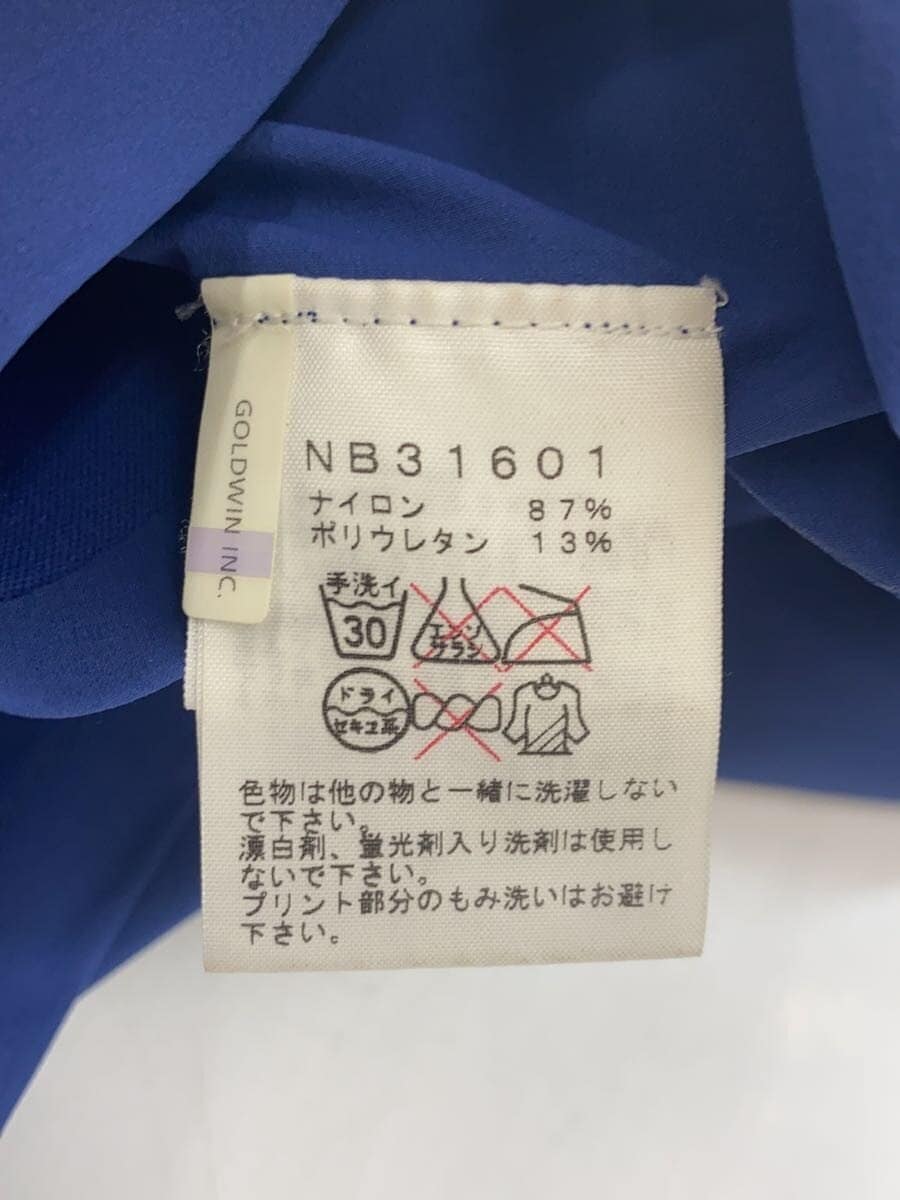 GOLDWIN INC.
NB31601
ナイロン 87%
ポリウレタン 13%
手洗イ
30
エンソ
サラシ
ドライ
セキユ系
色物は他の物と一緒に洗濯しない
で下さい。
漂白剤、蛍光剤入り洗剤は使用し
ないで下さい。
プリント部分のもみ洗いはお避け
下さい。